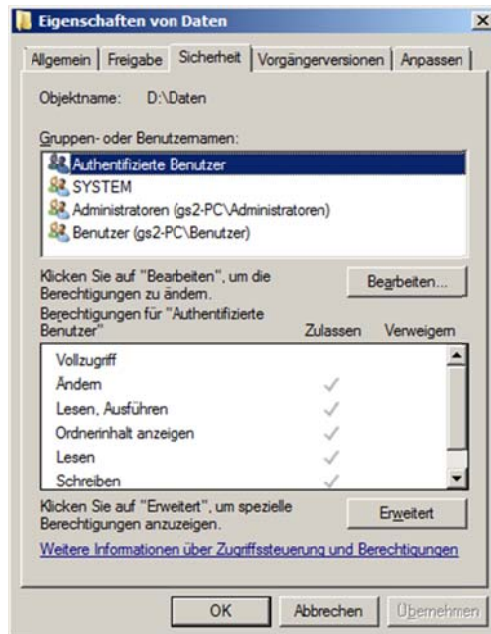 Eigenschaften von Daten
Allgemein Freigabe Sicherheit Vorgängerversionen Anpassen
Objektname: D:\Daten
Gruppen- oder Benutzernamen:
Authentifizierte Benutzer
SYSTEM
Administratoren (gs2-PC\Administratoren)
Benutzer (gs2-PC\Benutzer)
Klicken Sie auf "Bearbeiten", um die
Berechtigungen zu ändern.
Bearbeiten...
Berechtigungen für "Authentifizierte
Benutzer"
Zulassen Verweigern
Vollzugriff
Ändern
Lesen, Ausführen
Ordnerinhalt anzeigen
Lesen
Schreiben
Klicken Sie auf "Erweitert", um spezielle
Berechtigungen anzuzeigen.
Erweitert
Weitere Informationen über Zugriffssteuerung und Berechtigungen
OK Abbrechen Übernehmen